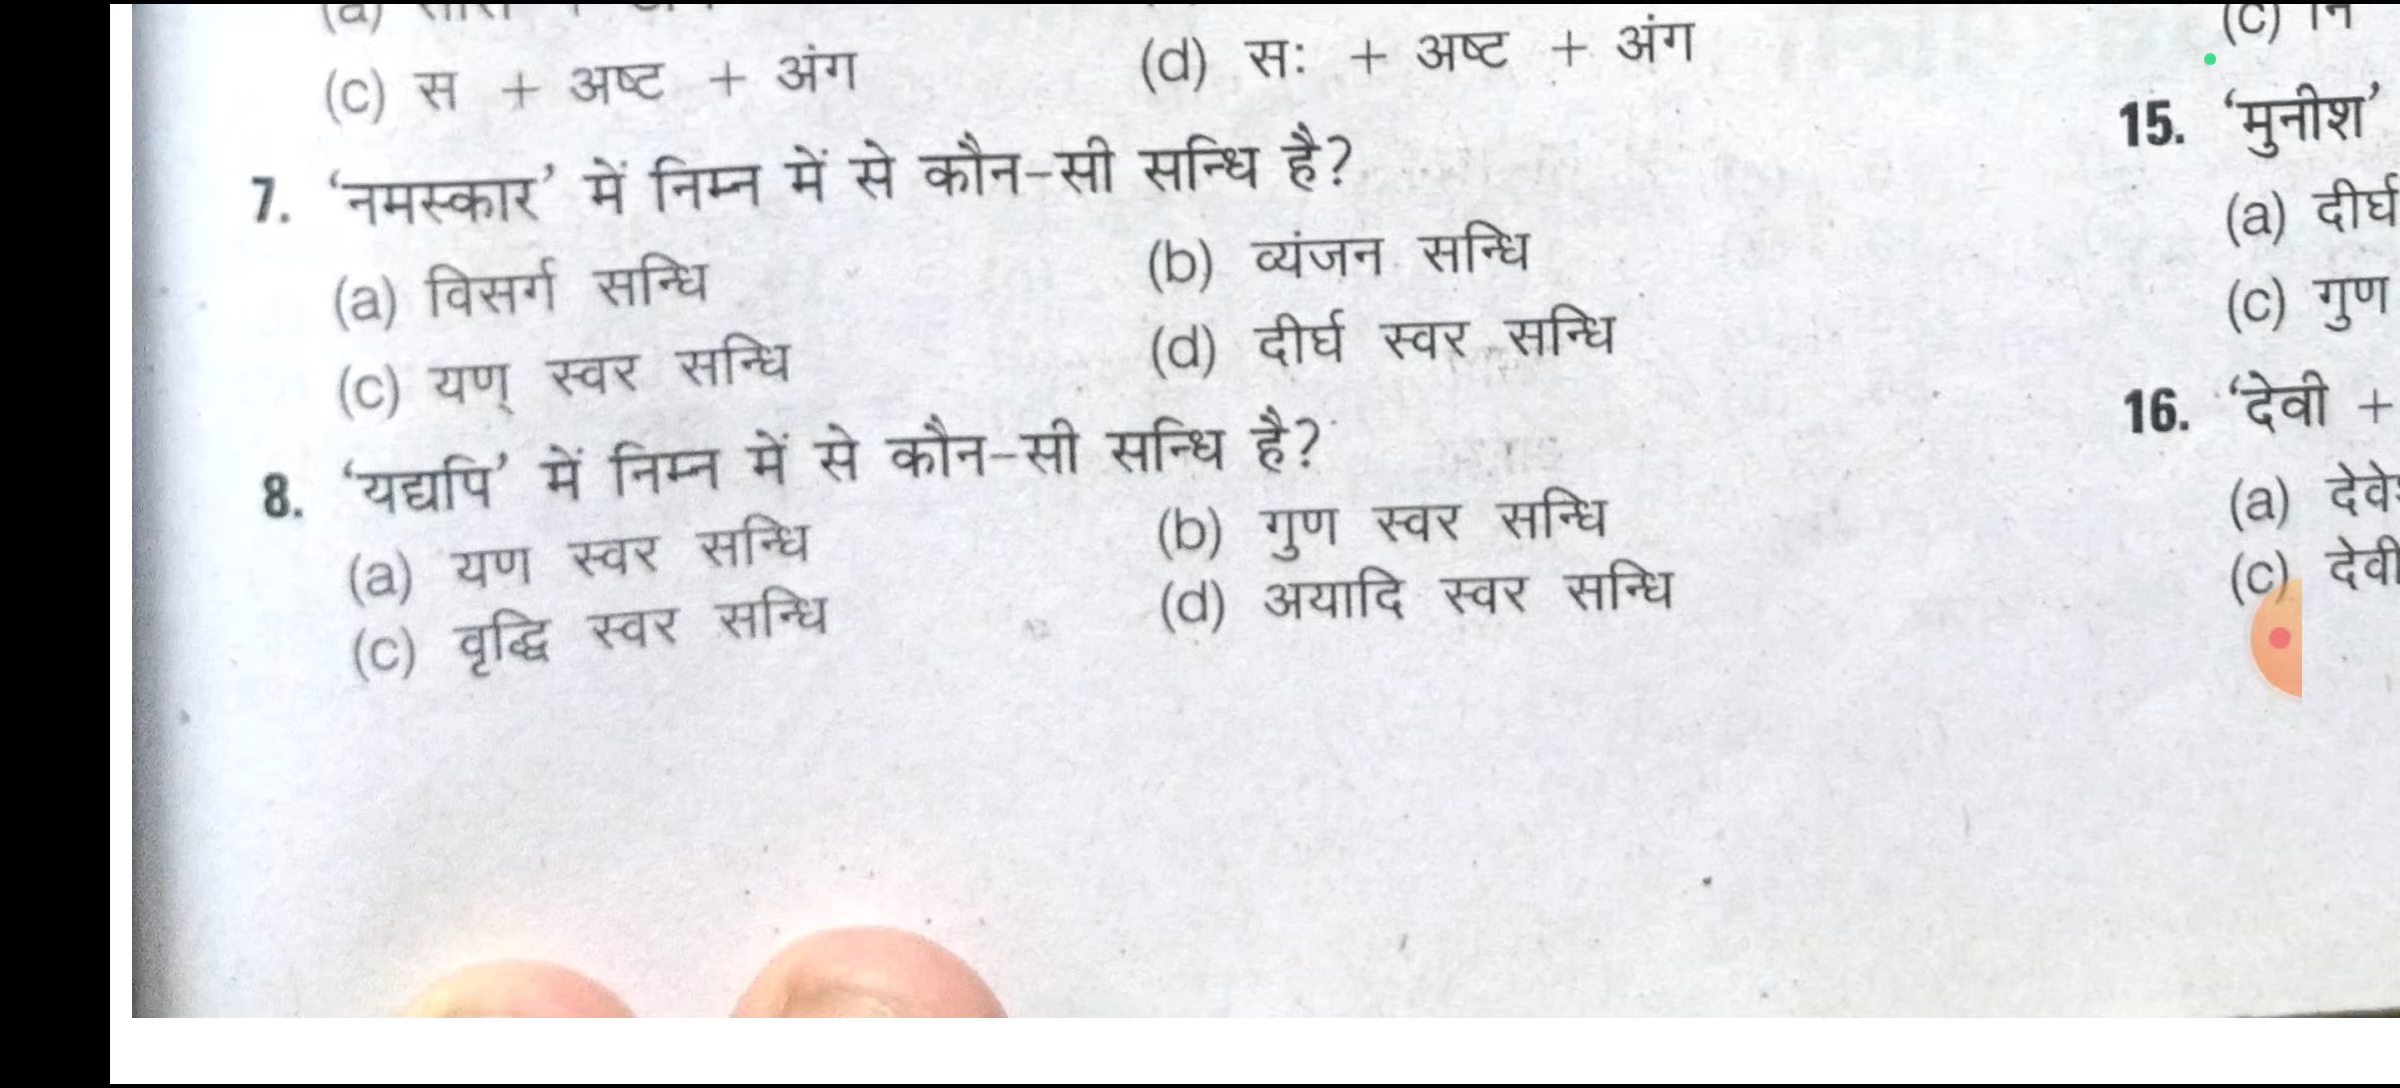 (c) स + अष्ट + अंग (d) सः + अष्ट + अंग
7. ‘नमस्कार’ में निम्न में से कौन-सी सन्धि है?
(a) विसर्ग सन्धि (b) व्यंजन सन्धि
(c) यण् स्वर सन्धि (d) दीर्घ स्वर सन्धि
8. ‘यद्यपि’ में निम्न में से कौन-सी सन्धि है?
(a) यण स्वर सन्धि (b) गुण स्वर सन्धि
(c) वृद्धि स्वर सन्धि (d) अयादि स्वर सन्धि
(c)
15. ‘मुनीश’
(a) दीर्घ
(c) गुण
16. ‘देवी +
(a)
(c) देवी